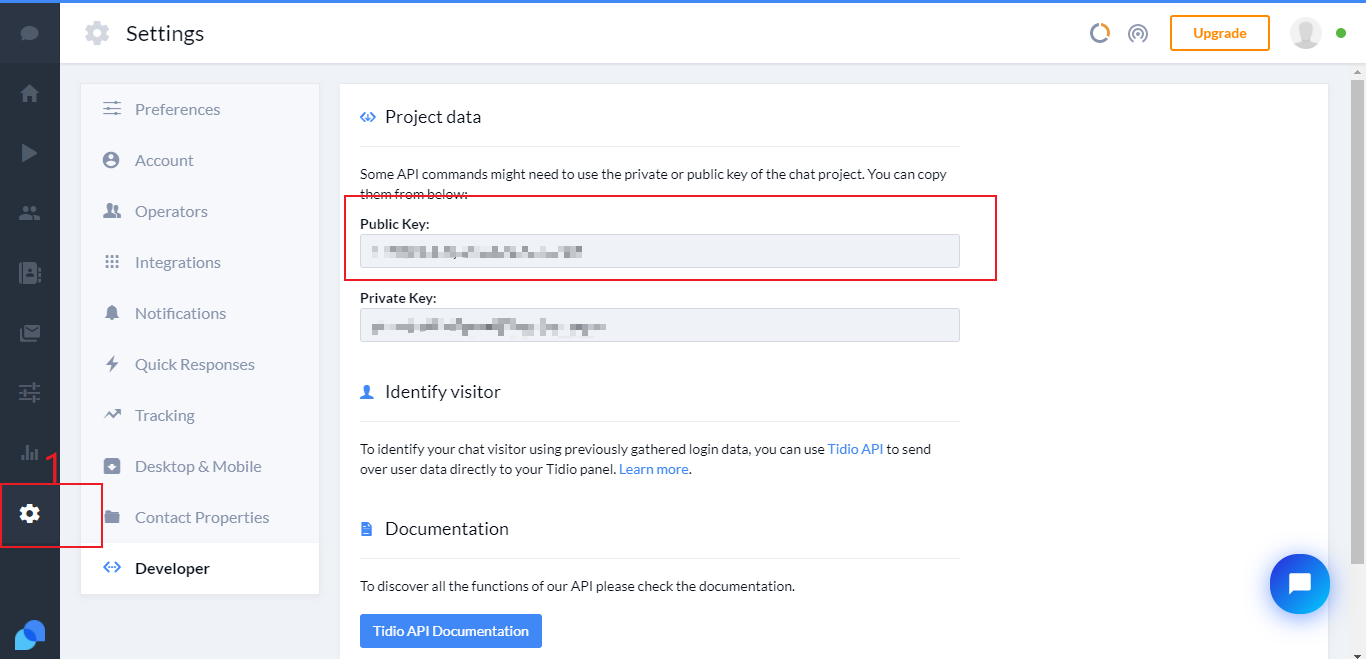 Settings
Upgrade
Preferences
Account
Operators
Integrations
Notifications
Quick Responses
Tracking
Desktop & Mobile
Contact Properties
Developer
1
Project data
Some API commands might need to use the private or public key of the chat project. You can copy
them from below:
Public Key:
Private Key:
Identify visitor
To identify your chat visitor using previously gathered login data, you can use Tidio API to send
over user data directly to your Tidio panel. Learn more.
Documentation
To discover all the functions of our API please check the documentation.
Tidio API Documentation